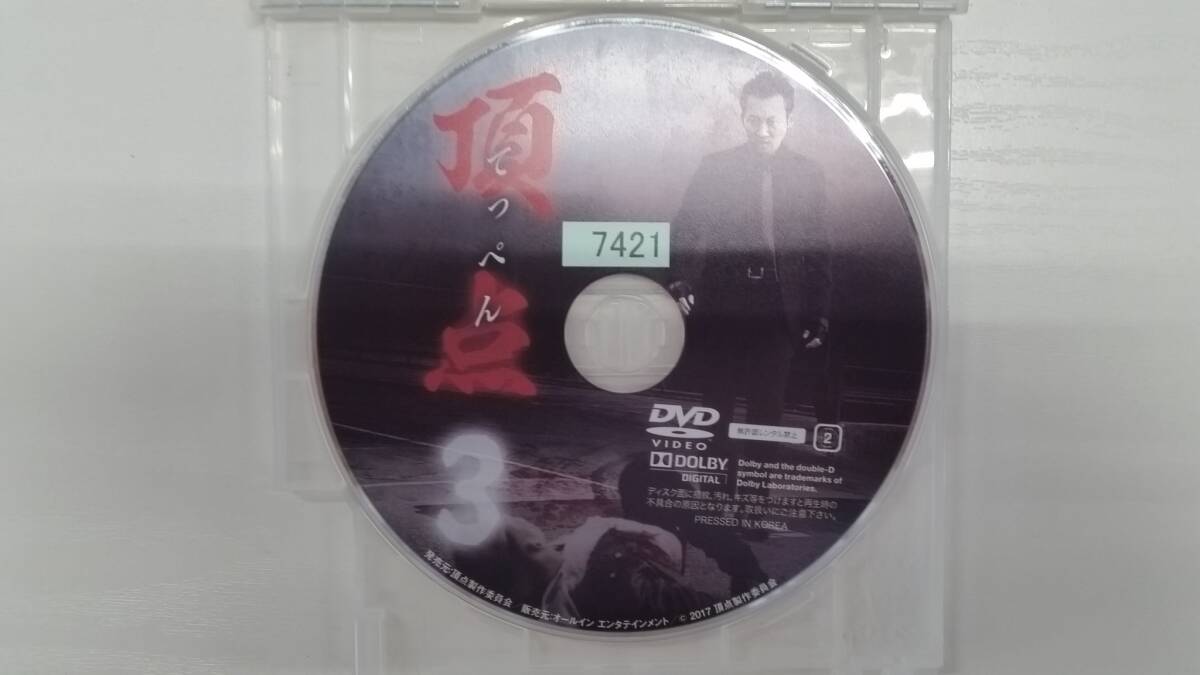 頂点
てっぺん
7421
3
DVD
VIDEO
無許諾レンタル禁止
2
DOLBY
DIGITAL
Dolby and the double-D
symbol are trademarks of
Dolby Laboratories.
ディスク面に指紋、汚れ、キズ等をつけますと再生時の
不具合の原因となります。取扱いにご注意下さい。
PRESSED IN KOREA
発売元:頂点製作委員会 販売元:オールイン エンタテインメント/© 2017 頂点製作委員会